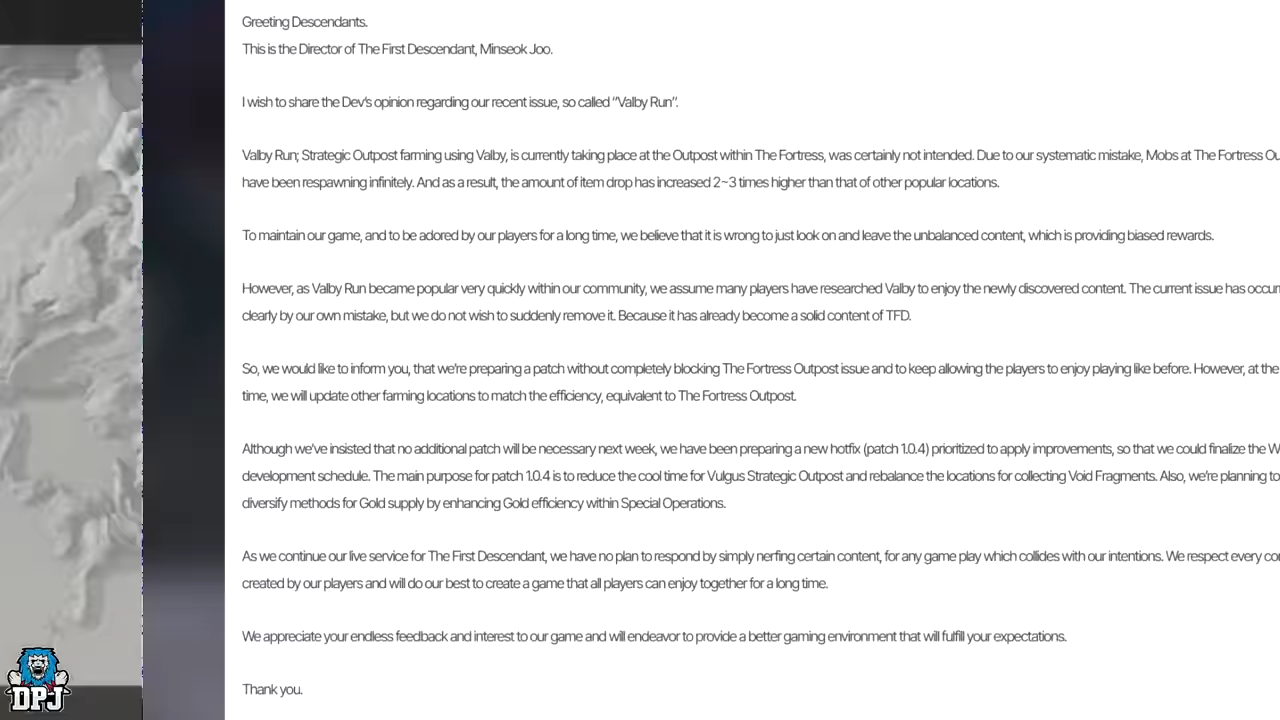 Greeting Descendants.
This is the Director of The First Descendant, Minseok Joo.
I wish to share the Dev's opinion regarding our recent issue, so called "Valby Run".
Valby Run; Strategic Outpost farming using Valby, is currently taking place at the Outpost within The Fortress, was certainly not intended. Due to our systematic mistake, Mobs at The Fortress Ou
have been respawning infinitely. And as a result, the amount of item drop has increased 2~3 times higher than that of other popular locations.
To maintain our game, and to be adored by our players for a long time, we believe that it is wrong to just look on and leave the unbalanced content, which is providing biased rewards.
However, as Valby Run became popular very quickly within our community, we assume many players have researched Valby to enjoy the newly discovered content. The current issue has occur
clearly by our own mistake, but we do not wish to suddenly remove it. Because it has already become a solid content of TFD.
So, we would like to inform you, that we're preparing a patch without completely blocking The Fortress Outpost issue and to keep allowing the players to enjoy playing like before. However, at the
time, we will update other farming locations to match the efficiency, equivalent to The Fortress Outpost.
Although we've insisted that no additional patch will be necessary next week, we have been preparing a new hotfix (patch 1.0.4) prioritized to apply improvements, so that we could finalize the W
development schedule. The main purpose for patch 1.0.4 is to reduce the cool time for Vulgus Strategic Outpost and rebalance the locations for collecting Void Fragments. Also, we're planning to
diversify methods for Gold supply by enhancing Gold efficiency within Special Operations.
As we continue our live service for The First Descendant, we have no plan to respond by simply nerfing certain content, for any game play which collides with our intentions. We respect every co
created by our players and will do our best to create a game that all players can enjoy together for a long time.
We appreciate your endless feedback and interest to our game and will endeavor to provide a better gaming environment that will fulfill your expectations.
Thank you.
DPJ